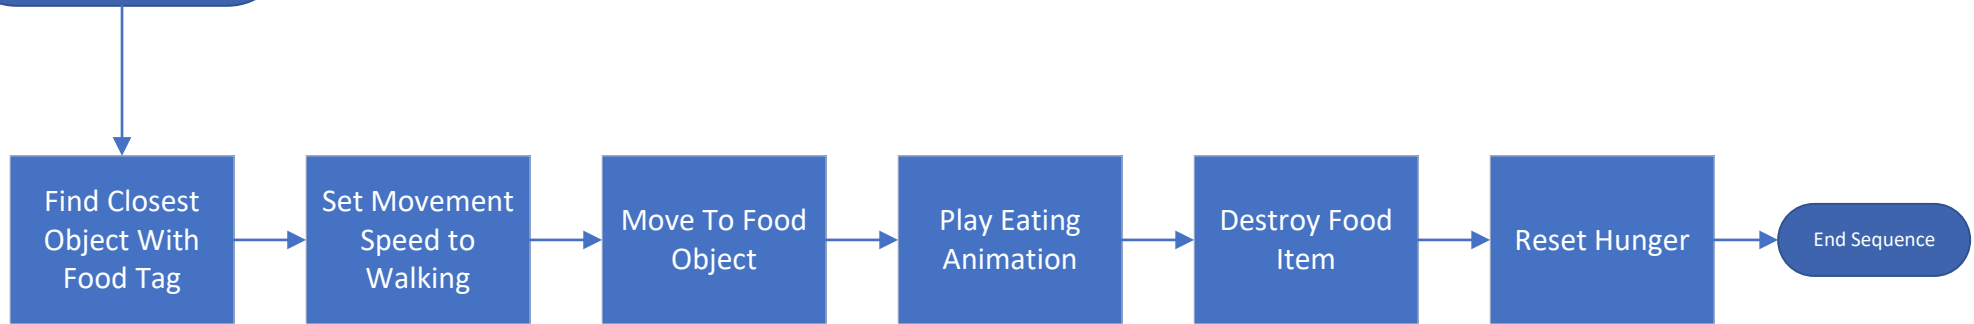 Find Closest
Object With
Food Tag
Set Movement
Speed to
Walking
Move To Food
Object
Play Eating
Animation
Destroy Food
Item
Reset Hunger
End Sequence